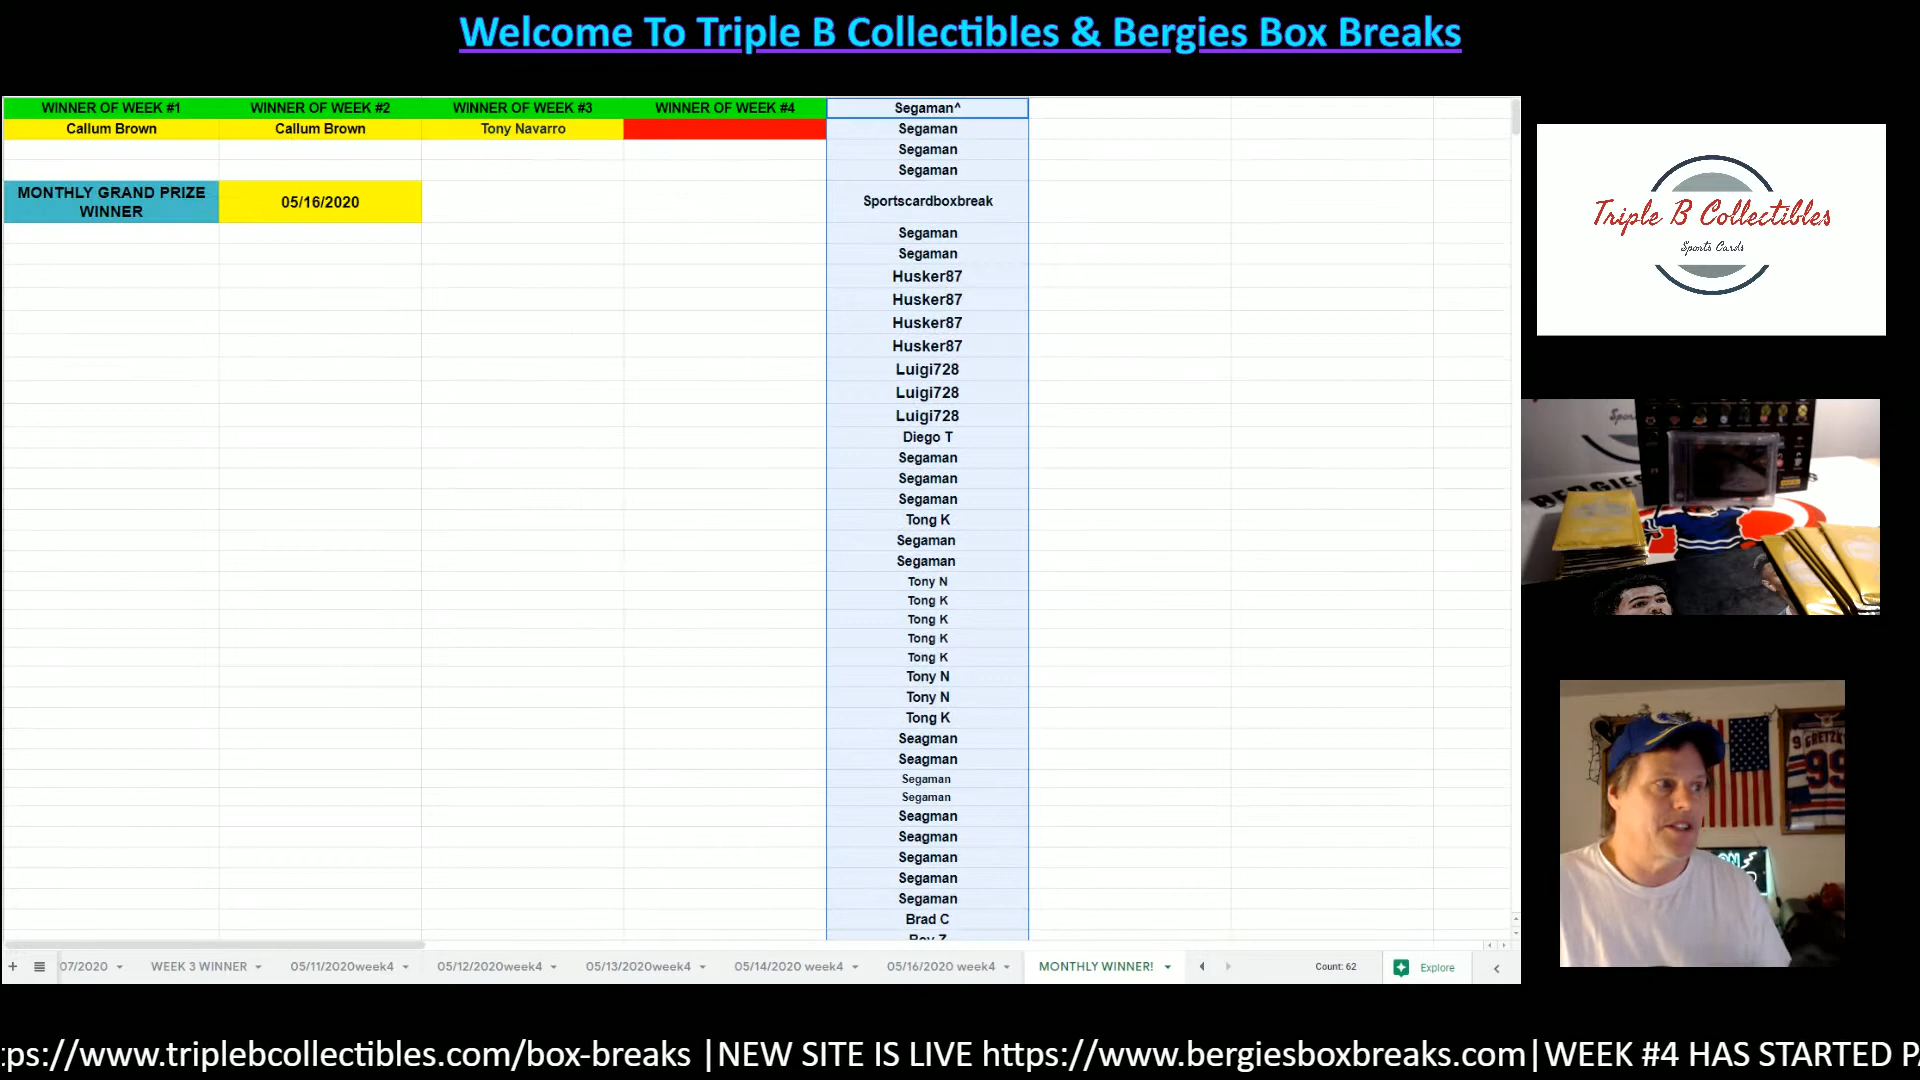 Welcome To Triple B Collectibles & Bergies Box Breaks
WINNER OF WEEK #1 WINNER OF WEEK #2 WINNER OF WEEK #3 WINNER OF WEEK #4 Segaman^
Callum Brown Callum Brown Tony Navarro Segaman
Segaman
Segaman
MONTHLY GRAND PRIZE WINNER 05/16/2020 Sportscardboxbreak
Segaman
Segaman
Husker87
Husker87
Husker87
Husker87
Luigi728
Luigi728
Luigi728
Diego T
Segaman
Segaman
Segaman
Tong K
Segaman
Segaman
Tony N
Tong K
Tong K
Tong K
Tong K
Tony N
Tony N
Tong K
Seagman
Seagman
Segaman
Segaman
Seagman
Seagman
Segaman
Segaman
Segaman
Brad C
+ 07/2020 WEEK 3 WINNER 05/11/2020week4 05/12/2020week4 05/13/2020week4 05/14/2020 week4 05/16/2020 week4 MONTHLY WINNER! Count: 62 Explore
Triple B Collectibles
Sports Cards
BERGIES
9 GRETZK
99
tps://www.triplebcollectibles.com/box-breaks |NEW SITE IS LIVE https://www.bergiesboxbreaks.com|WEEK #4 HAS STARTED